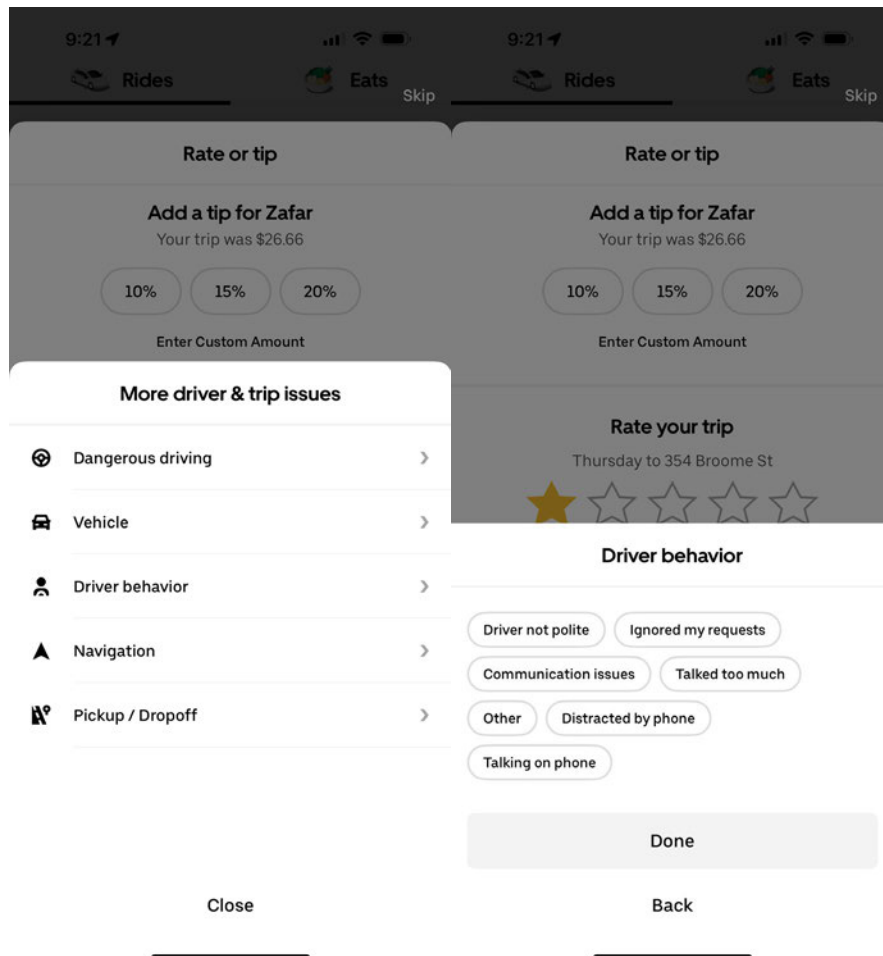 9:21
Rides
Eats
Skip
Rate or tip
Add a tip for Zafar
Your trip was $26.66
10% 15% 20%
Enter Custom Amount
More driver & trip issues
Dangerous driving
Vehicle
Driver behavior
Navigation
Pickup / Dropoff
Close
9:21
Rides
Eats
Skip
Rate or tip
Add a tip for Zafar
Your trip was $26.66
10% 15% 20%
Enter Custom Amount
Rate your trip
Thursday to 354 Broome St
Driver behavior
Driver not polite Ignored my requests
Communication issues Talked too much
Other Distracted by phone
Talking on phone
Done
Back